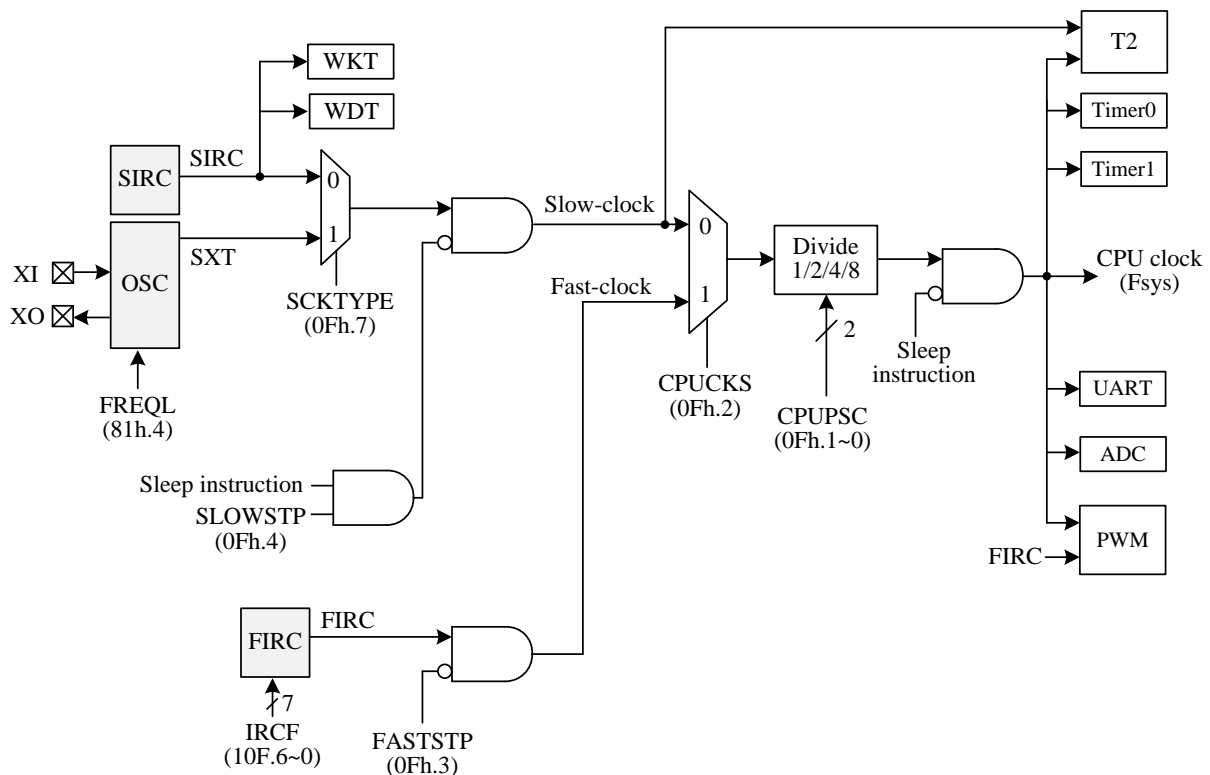 T2
WKT
WDT
Timer0
Timer1
SIRC
SIRC
0
1
SXT
OSC
XI
XO
SCKTYPE
(0Fh.7)
FREQL
(81h.4)
Slow-clock
Fast-clock
0
1
CPUCKS
(0Fh.2)
Divide
1/2/4/8
2
CPUPSC
(0Fh.1~0)
Sleep
instruction
CPU clock
(Fsys)
UART
ADC
PWM
FIRC
Sleep instruction
SLOWSTP
(0Fh.4)
FIRC
FIRC
7
IRCF
(10F.6~0)
FASTSTP
(0Fh.3)